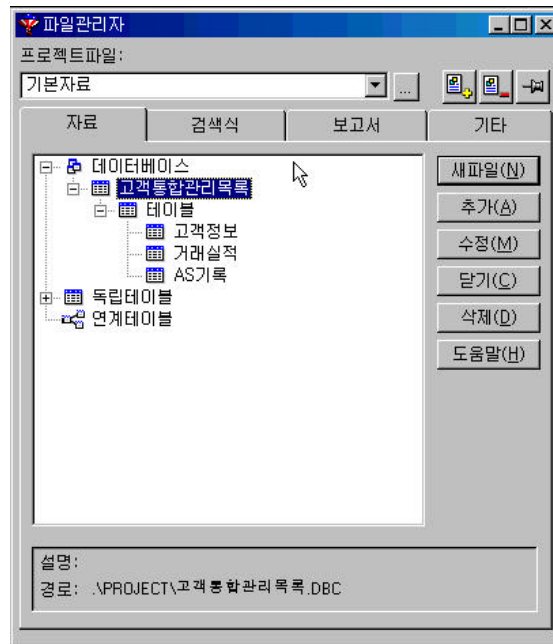 파일관리자
프로젝트파일:
기본자료
...
자료 검색식 보고서 기타
데이터베이스
고객통합관리목록
테이블
고객정보
거래실적
AS기록
독립테이블
연계테이블
새파일(N)
추가(A)
수정(M)
닫기(C)
삭제(D)
도움말(H)
설명:
경로: .\PROJECT\고객통합관리목록.DBC